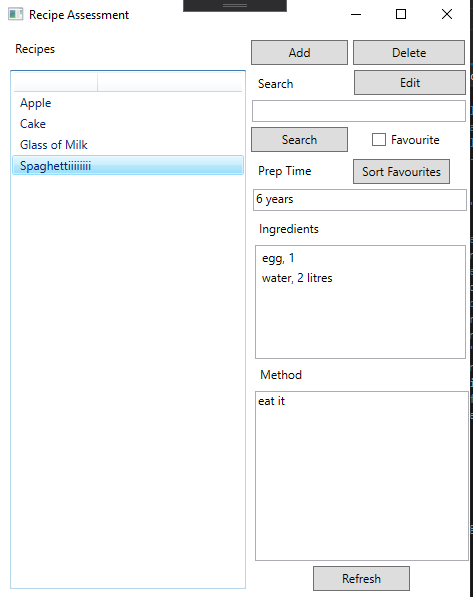 Recipe Assessment
Recipes
Add
Delete
Search
Edit
Search
Favourite
Prep Time
Sort Favourites
6 years
Ingredients
egg, 1
water, 2 litres
Method
eat it
Refresh
Apple
Cake
Glass of Milk
Spaghettiiiiiiii